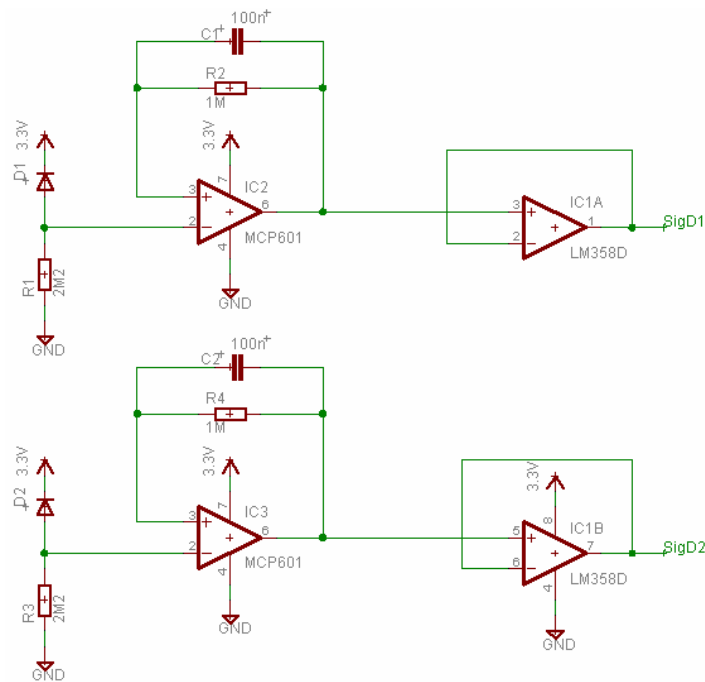 100n
C1
R2
1M
3.3V
3.3V
D1
3
2
7
6
4
IC2
MCP601
R1
2M2
GND
GND
3
2
1
IC1A
LM358D
SigD1
100n
C2
R4
1M
3.3V
3.3V
3.3V
D2
3
2
7
6
4
IC3
MCP601
R3
2M2
GND
GND
5
6
8
7
4
IC1B
LM358D
SigD2
GND